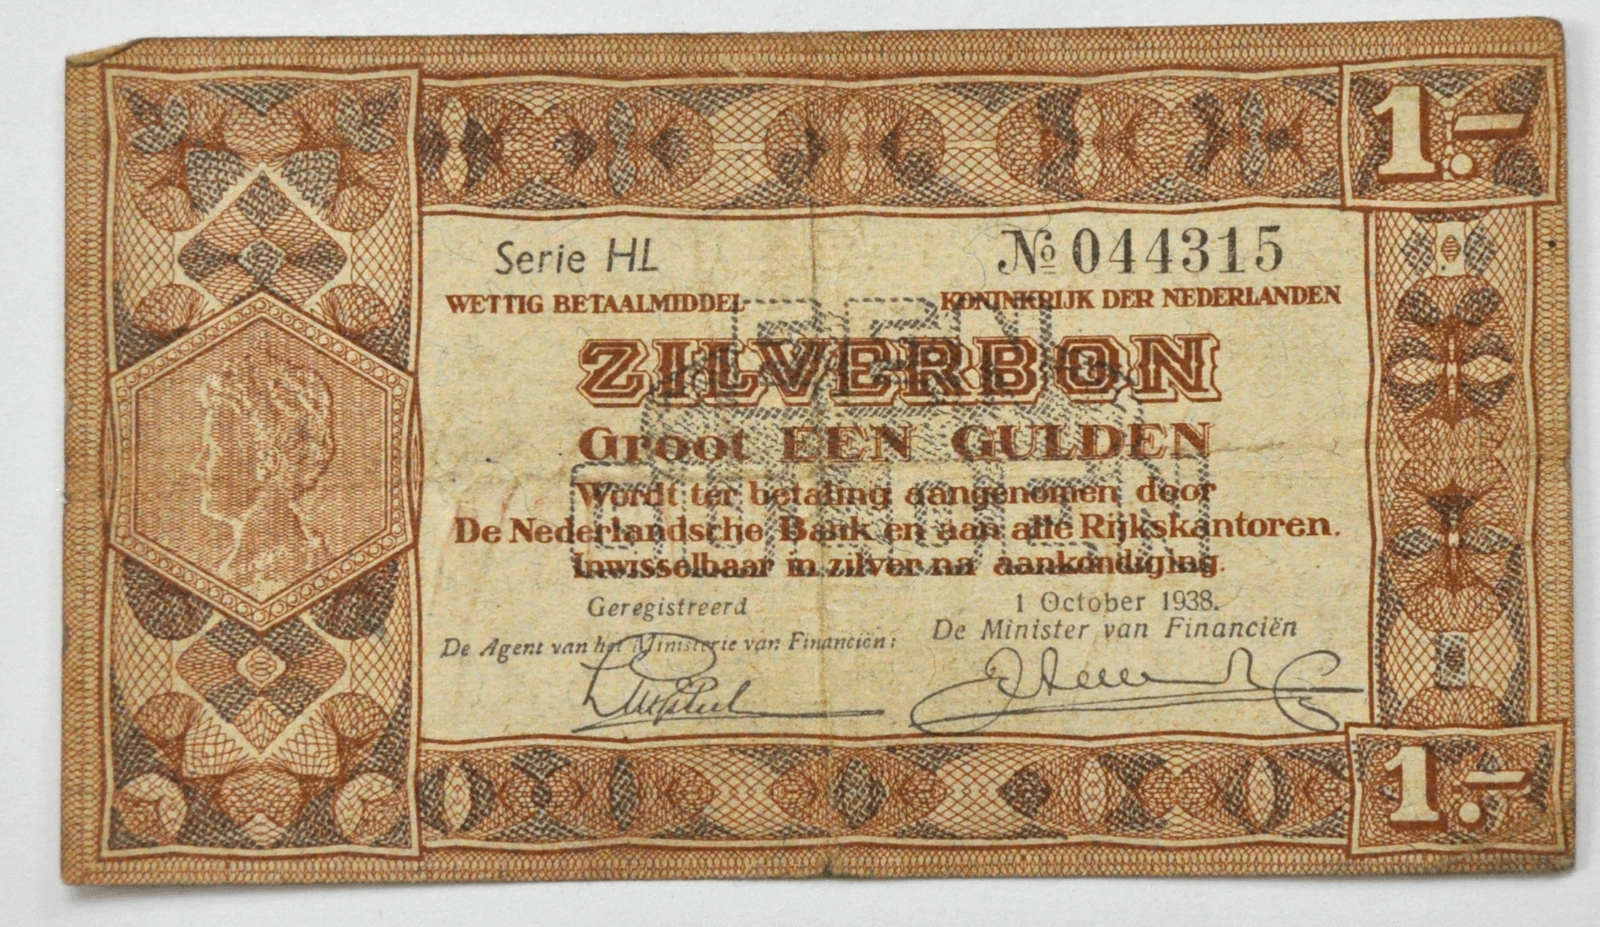 1.—
Serie HL
№ 044315
WETTIG BETAALMIDDEL
KONINKRIJK DER NEDERLANDEN
ZILVERBON
Groot EEN GULDEN
EEN
GULDEN
Wordt ter betaling aangenomen door
De Nederlandsche Bank en aan alle Rijkskantoren.
Inwisselbaar in zilver na aankondiging.
Geregistreerd
1 October 1938.
De Agent van het Ministerie van Financiën:
De Minister van Financiën
1.—